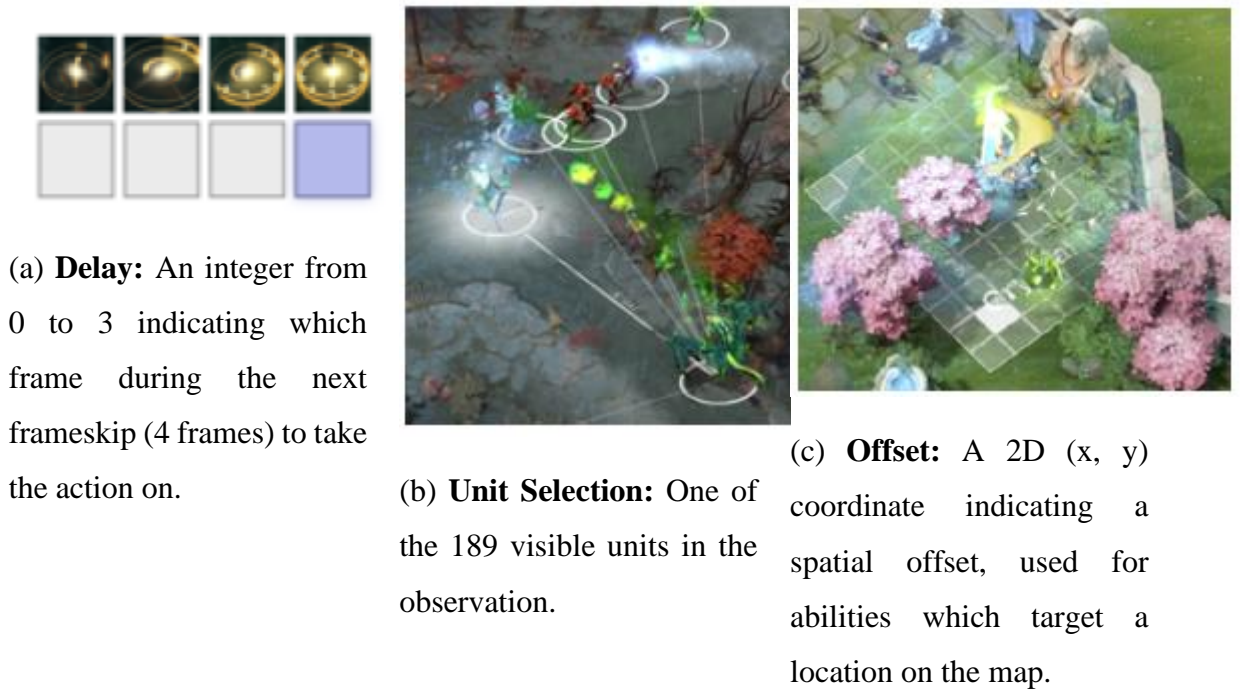 (a) Delay: An integer from
0 to 3 indicating which
frame during the next
frameskip (4 frames) to take
the action on.
(b) Unit Selection: One of
the 189 visible units in the
observation.
(c) Offset: A 2D (x, y)
coordinate indicating a
spatial offset, used for
abilities which target a
location on the map.